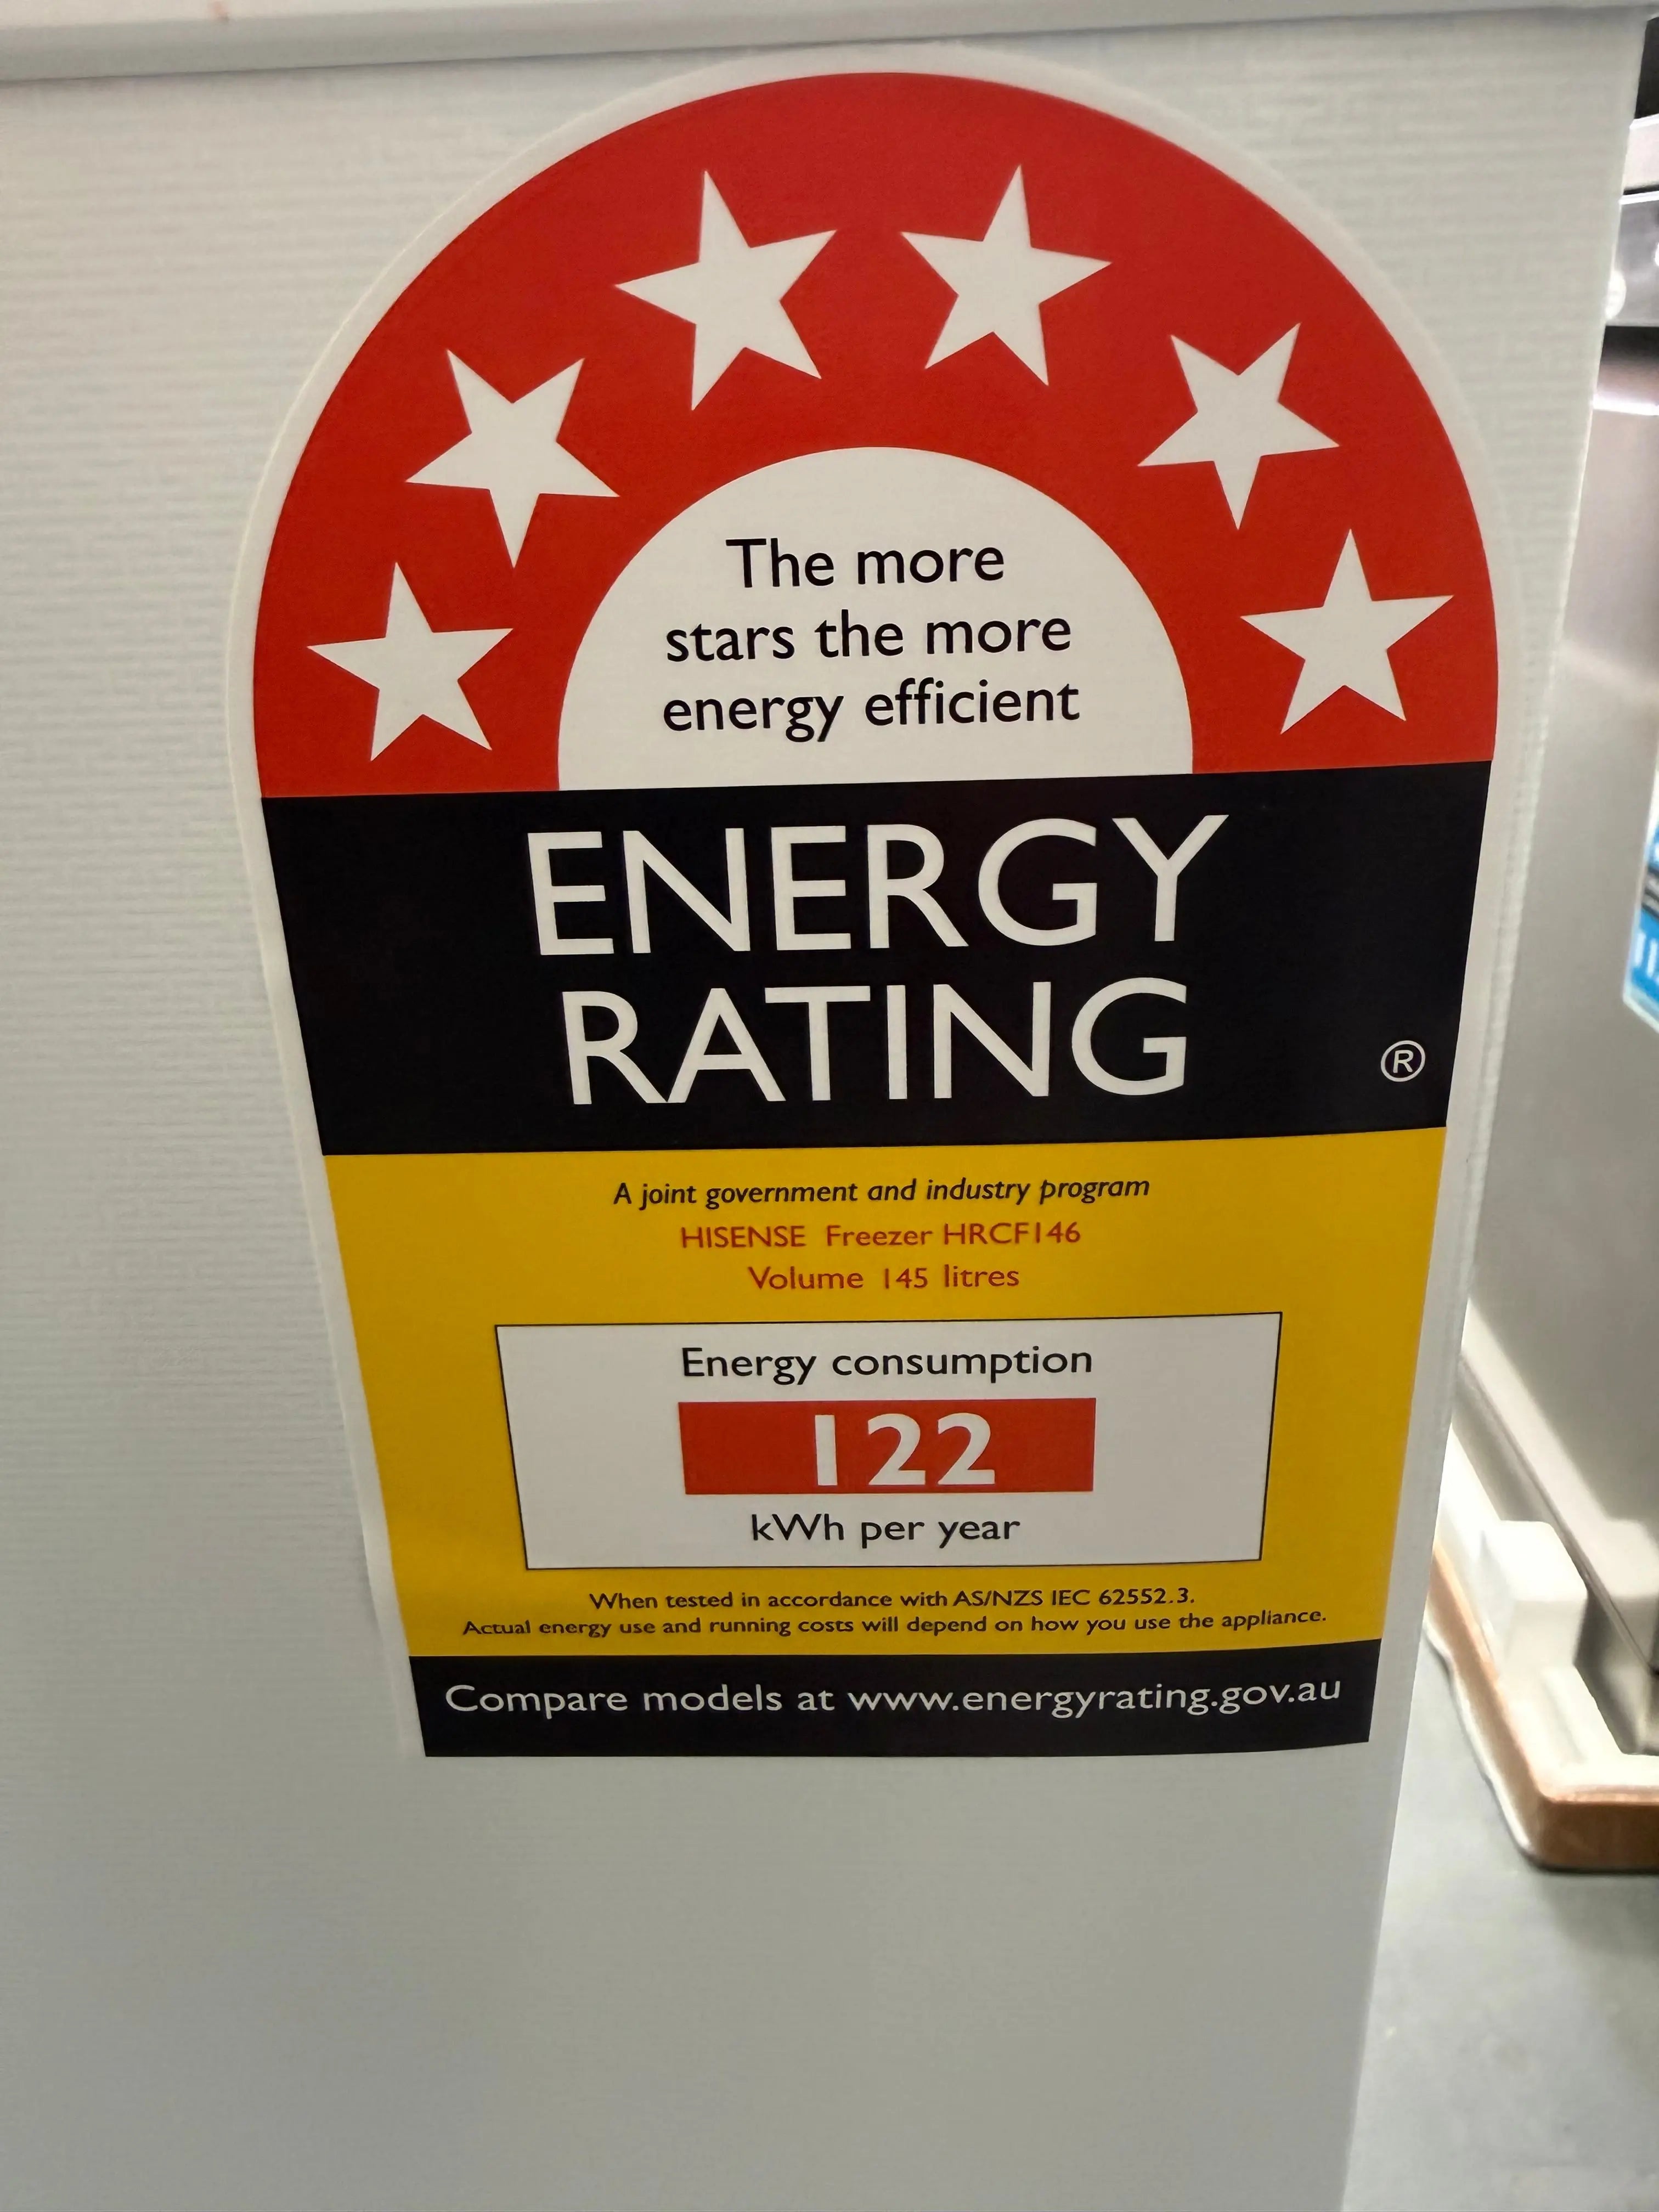 The more
stars the more
energy efficient
ENERGY
RATING
®
A joint government and industry program
HISENSE Freezer HRCF146
Volume 145 litres
Energy consumption
122
kWh per year
When tested in accordance with AS/NZS IEC 62552.3.
Actual energy use and running costs will depend on how you use the appliance.
Compare models at www.energyrating.gov.au